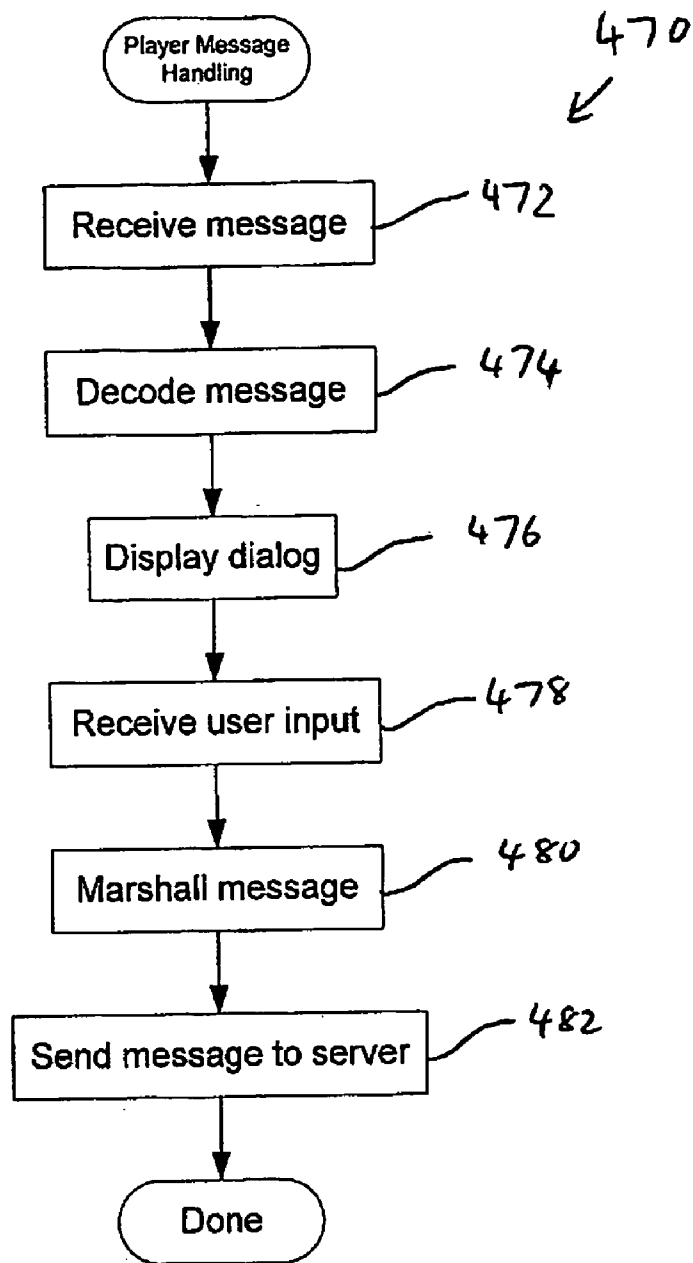 470
Player Message
Handling
Receive message
472
Decode message
474
Display dialog
476
Receive user input
478
Marshall message
480
Send message to server
482
Done